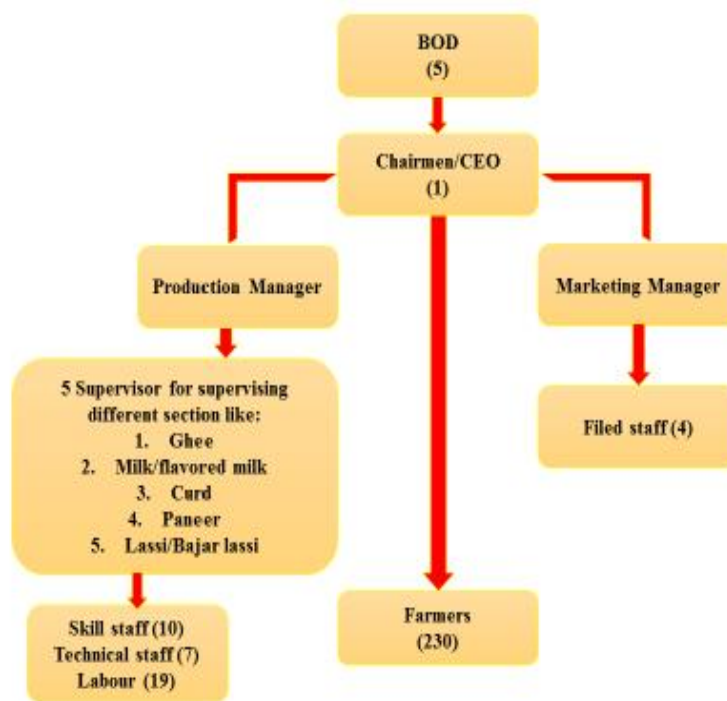 BOD
(5)
Chairmen/CEO
(1)
Production Manager
Marketing Manager
5 Supervisor for supervising
different section like:
1. Ghee
2. Milk/flavored milk
3. Curd
4. Paneer
5. Lassi/Bajar lassi
Filed staff (4)
Skill staff (10)
Technical staff (7)
Labour (19)
Farmers
(230)